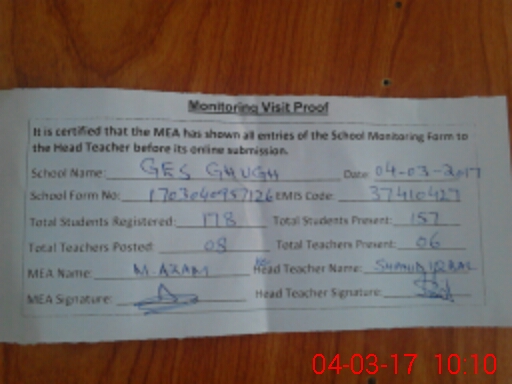 Monitoring Visit Proof
It is certified that the MEA has shown all entries of the School Monitoring Form to
the Head Teacher before its online submission.
School Name: GES GHUGH Date: 04-03-2017
School Form No: 1703040957126 EMIS Code: 37410427
Total Students Registered: 178 Total Students Present: 157
Total Teachers Posted: 08 Total Teachers Present: 06
MEA Name: M. AZAM Head Teacher Name: SHAHID IQBAL
MEA Signature: Head Teacher Signature:
04-03-17 10:10